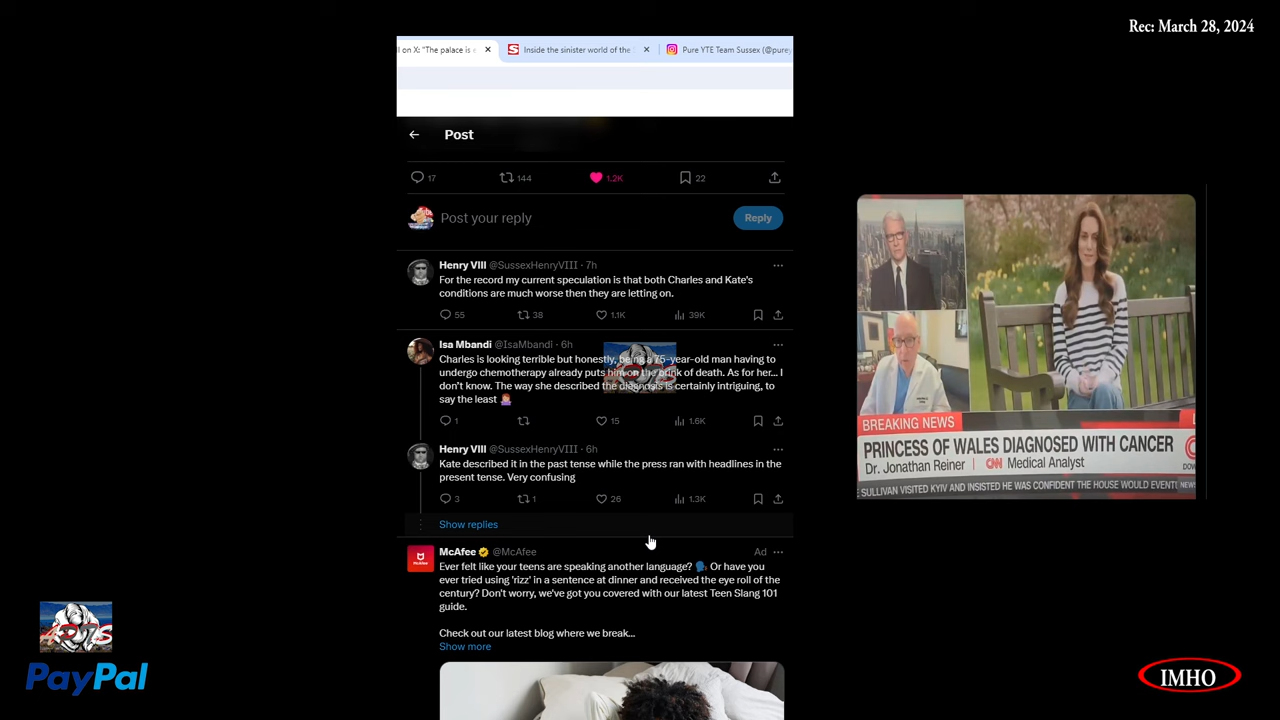 Rec: March 28, 2024
ll on X: "The palace is
Inside the sinister world of the
Pure YTE Team Sussex (@purey
Post
17
144
1.2K
22
Post your reply
Reply
Henry VIII @SussexHenryVIII · 7h
For the record my current speculation is that both Charles and Kate's
conditions are much worse then they are letting on.
55
38
1.1K
39K
Isa Mbandi @IsaMbandi · 6h
Charles is looking terrible but honestly, being a 75-year-old man having to
undergo chemotherapy already puts him on the brink of death. As for her... I
don't know. The way she described the diagnosis is certainly intriguing, to
say the least
1
15
1.6K
Henry VIII @SussexHenryVIII · 6h
Kate described it in the past tense while the press ran with headlines in the
present tense. Very confusing
3
1
26
1.3K
Show replies
McAfee @McAfee
Ad
Ever felt like your teens are speaking another language? Or have you
ever tried using 'rizz' in a sentence at dinner and received the eye roll of the
century? Don't worry, we've got you covered with our latest Teen Slang 101
guide.
Check out our latest blog where we break...
Show more
BREAKING NEWS
PRINCESS OF WALES DIAGNOSED WITH CANCER
Dr. Jonathan Reiner | CNN Medical Analyst
SULLIVAN VISITED KYIV AND INSISTED HE WAS CONFIDENT THE HOUSE WOULD EVENT
PayPal
IMHO